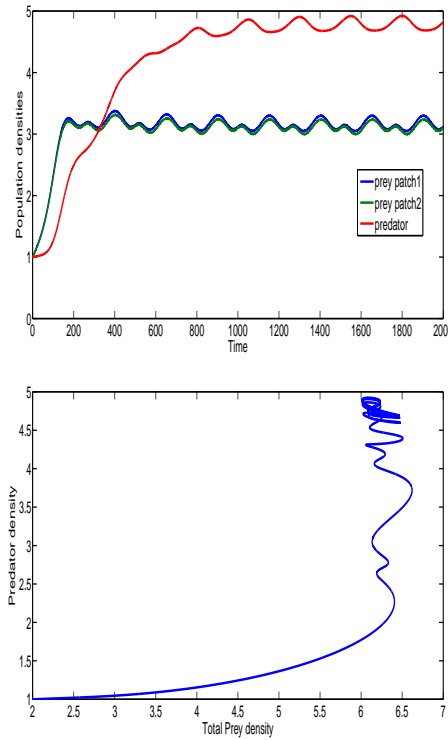 5
4
3
2
1
0
Population densities
prey patch1
prey patch2
predator
0 200 400 600 800 1000 1200 1400 1600 1800 2000
Time
5
4.5
4
3.5
3
2.5
2
1.5
1
Predator density
2 2.5 3 3.5 4 4.5 5 5.5 6 6.5 7
Total Prey density